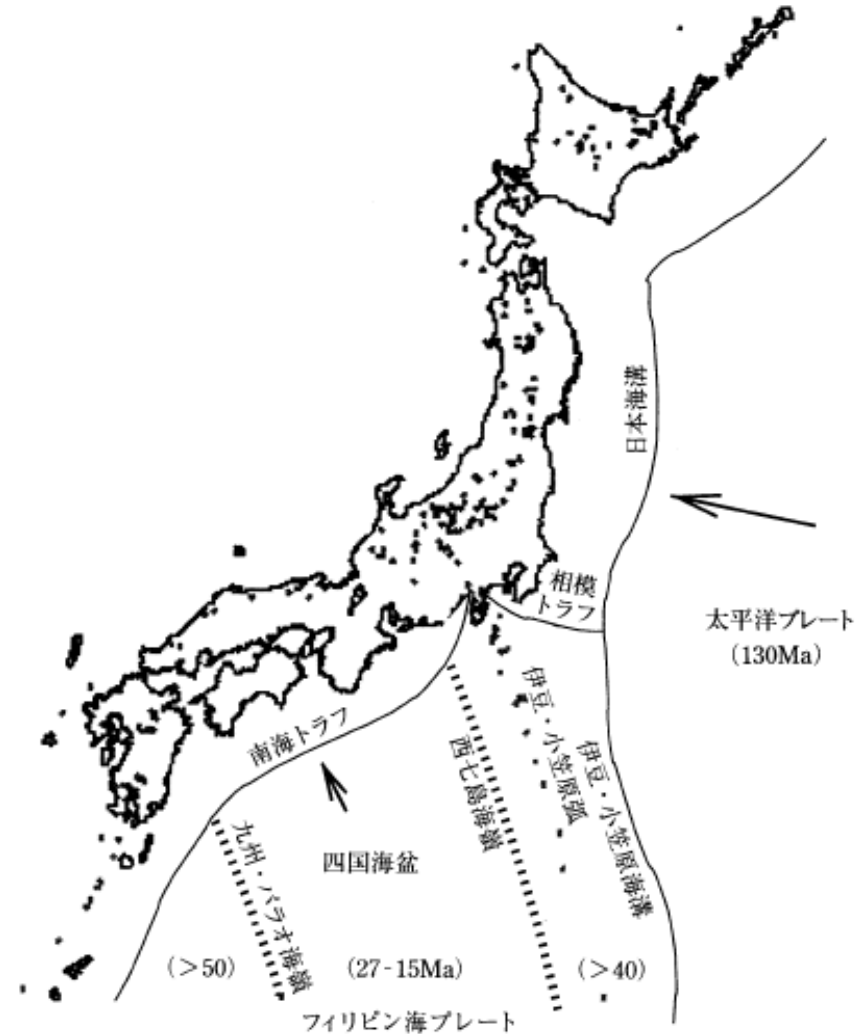 日本海溝
相模
トラフ
太平洋プレート
(130Ma)
伊豆・小笠原弧
伊豆・小笠原海溝
西七島海嶺
南海トラフ
九州・パラオ海嶺
四国海盆
(>50)
(27-15Ma)
(>40)
フィリピン海プレート